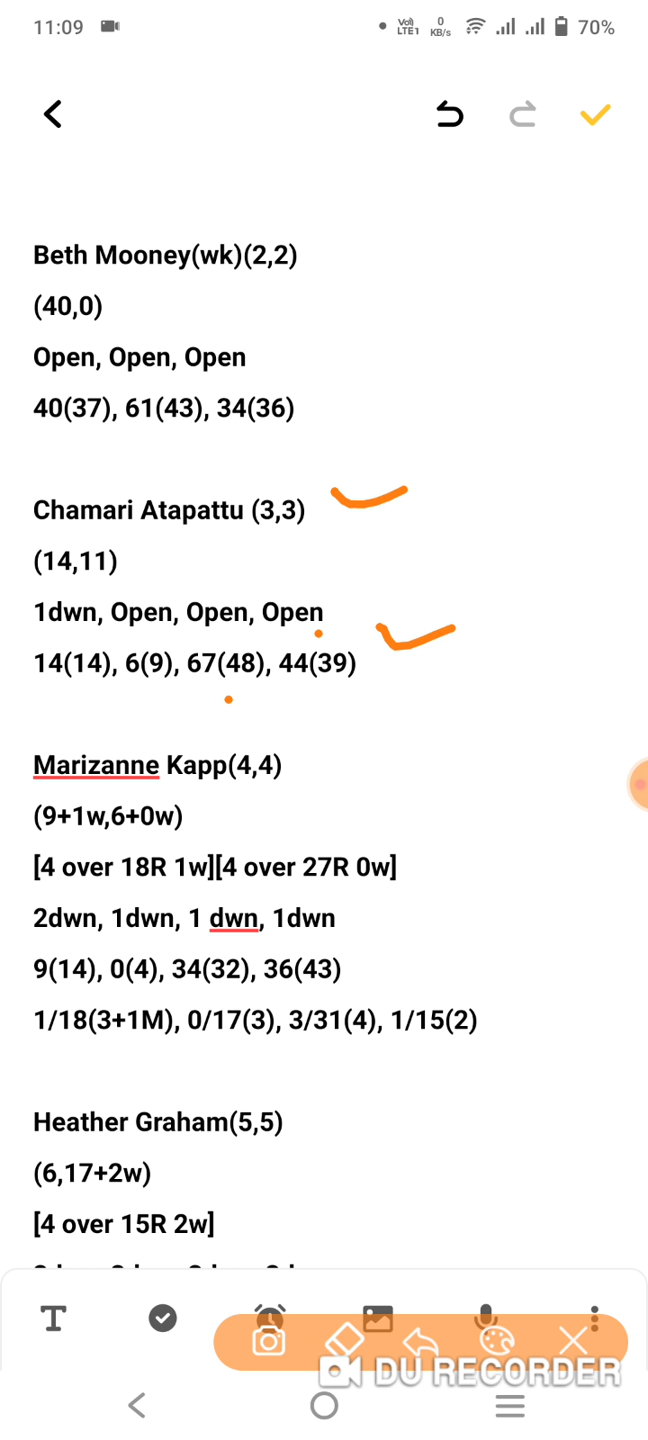 11:09
Vo) LTE1 0 KB/s 70%
Beth Mooney(wk)(2,2)
(40,0)
Open, Open, Open
40(37), 61(43), 34(36)
Chamari Atapattu (3,3)
(14,11)
1dwn, Open, Open, Open
14(14), 6(9), 67(48), 44(39)
Marizanne Kapp(4,4)
(9+1w,6+0w)
[4 over 18R 1w][4 over 27R 0w]
2dwn, 1dwn, 1 dwn, 1dwn
9(14), 0(4), 34(32), 36(43)
1/18(3+1M), 0/17(3), 3/31(4), 1/15(2)
Heather Graham(5,5)
(6,17+2w)
[4 over 15R 2w]
T
DU RECORDER